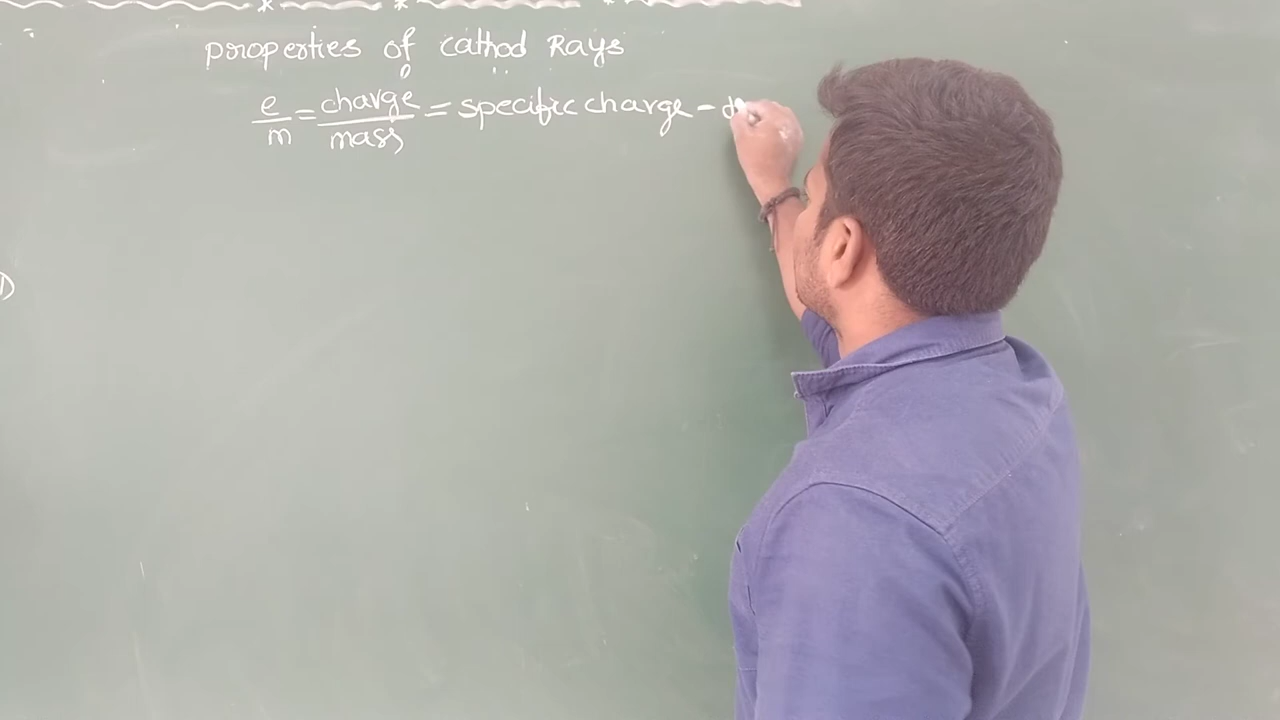 properties of cathod Rays
e/m = charge/mass = specific charge -
D